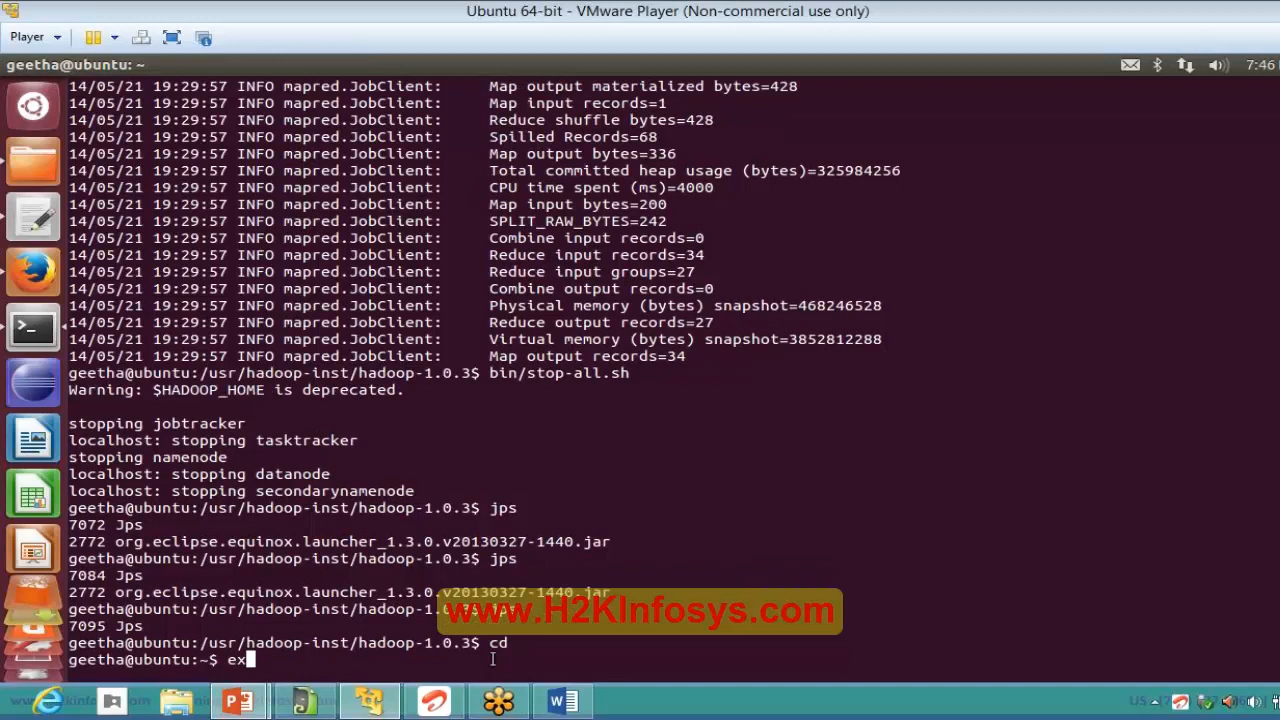 Ubuntu 64-bit - VMware Player (Non-commercial use only)
Player
geetha@ubuntu: ~
7:46
14/05/21 19:29:57 INFO mapred.JobClient:     Map output materialized bytes=428
14/05/21 19:29:57 INFO mapred.JobClient:     Map input records=1
14/05/21 19:29:57 INFO mapred.JobClient:     Reduce shuffle bytes=428
14/05/21 19:29:57 INFO mapred.JobClient:     Spilled Records=68
14/05/21 19:29:57 INFO mapred.JobClient:     Map output bytes=336
14/05/21 19:29:57 INFO mapred.JobClient:     Total committed heap usage (bytes)=325984256
14/05/21 19:29:57 INFO mapred.JobClient:     CPU time spent (ms)=4000
14/05/21 19:29:57 INFO mapred.JobClient:     Map input bytes=200
14/05/21 19:29:57 INFO mapred.JobClient:     SPLIT_RAW_BYTES=242
14/05/21 19:29:57 INFO mapred.JobClient:     Combine input records=0
14/05/21 19:29:57 INFO mapred.JobClient:     Reduce input records=34
14/05/21 19:29:57 INFO mapred.JobClient:     Reduce input groups=27
14/05/21 19:29:57 INFO mapred.JobClient:     Combine output records=0
14/05/21 19:29:57 INFO mapred.JobClient:     Physical memory (bytes) snapshot=468246528
14/05/21 19:29:57 INFO mapred.JobClient:     Reduce output records=27
14/05/21 19:29:57 INFO mapred.JobClient:     Virtual memory (bytes) snapshot=3852812288
14/05/21 19:29:57 INFO mapred.JobClient:     Map output records=34
geetha@ubuntu:/usr/hadoop-inst/hadoop-1.0.3$ bin/stop-all.sh
Warning: $HADOOP_HOME is deprecated.
stopping jobtracker
localhost: stopping tasktracker
stopping namenode
localhost: stopping datanode
localhost: stopping secondarynamenode
geetha@ubuntu:/usr/hadoop-inst/hadoop-1.0.3$ jps
7072 Jps
2772 org.eclipse.equinox.launcher_1.3.0.v20130327-1440.jar
geetha@ubuntu:/usr/hadoop-inst/hadoop-1.0.3$ jps
7084 Jps
2772 org.eclipse.equinox.launcher_1.3.0.v20130327-1440.jar
geetha@ubuntu:/usr/hadoop-inst/hadoop-1.0.3$ jps
www.H2KInfosys.com
7095 Jps
geetha@ubuntu:/usr/hadoop-inst/hadoop-1.0.3$ cd
geetha@ubuntu:~$ ex
US